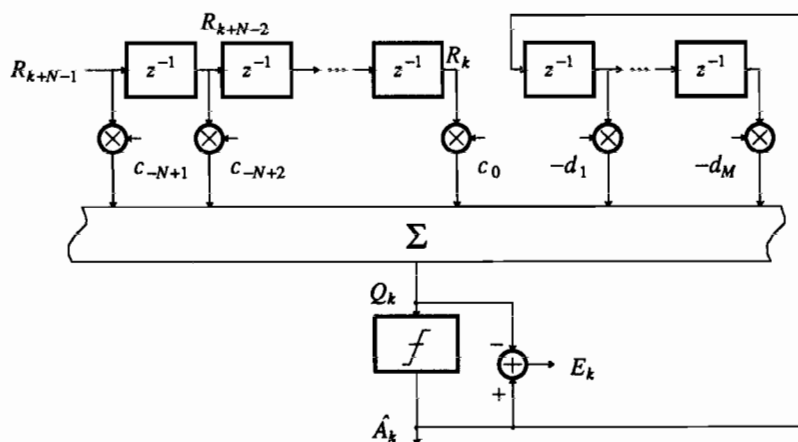 R_{k+N-2}
R_{k+N-1} z^{-1} z^{-1} ... z^{-1} R_k z^{-1} ... z^{-1}
c_{-N+1} c_{-N+2} c_0 -d_1 -d_M
Σ
Q_k
− + E_k
+
Â_k